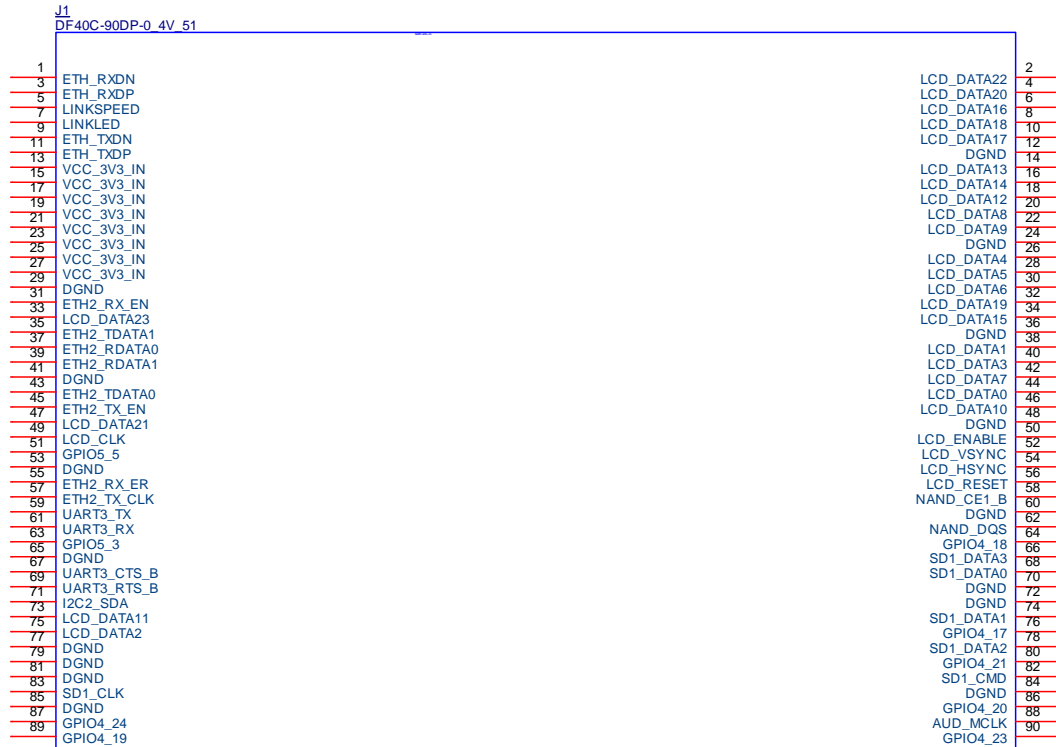 J1
DF40C-90DP-0_4V_51
1 ETH_RXDN LCD_DATA22 2
3 ETH_RXDP LCD_DATA20 4
5 LINKSPEED LCD_DATA16 6
7 LINKLED LCD_DATA18 8
9 ETH_TXDN LCD_DATA17 10
11 ETH_TXDP DGND 12
13 VCC_3V3_IN LCD_DATA13 14
15 VCC_3V3_IN LCD_DATA14 16
17 VCC_3V3_IN LCD_DATA12 18
19 VCC_3V3_IN LCD_DATA8 20
21 VCC_3V3_IN LCD_DATA9 22
23 VCC_3V3_IN DGND 24
25 VCC_3V3_IN LCD_DATA4 26
27 VCC_3V3_IN LCD_DATA5 28
29 DGND LCD_DATA6 30
31 ETH2_RX_EN LCD_DATA19 32
33 LCD_DATA23 LCD_DATA15 34
35 ETH2_TDATA1 DGND 36
37 ETH2_RDATA0 LCD_DATA1 38
39 ETH2_RDATA1 LCD_DATA3 40
41 DGND LCD_DATA7 42
43 ETH2_TDATA0 LCD_DATA0 44
45 ETH2_TX_EN LCD_DATA10 46
47 LCD_DATA21 DGND 48
49 LCD_CLK LCD_ENABLE 50
51 GPIO5_5 LCD_VSYNC 52
53 DGND LCD_HSYNC 54
55 ETH2_RX_ER LCD_RESET 56
57 ETH2_TX_CLK NAND_CE1_B 58
59 UART3_TX DGND 60
61 UART3_RX NAND_DQS 62
63 GPIO5_3 GPIO4_18 64
65 DGND SD1_DATA3 66
67 UART3_CTS_B SD1_DATA0 68
69 UART3_RTS_B DGND 70
71 I2C2_SDA DGND 72
73 LCD_DATA11 SD1_DATA1 74
75 LCD_DATA2 GPIO4_17 76
77 DGND SD1_DATA2 78
79 DGND GPIO4_21 80
81 DGND SD1_CMD 82
83 SD1_CLK DGND 84
85 DGND GPIO4_20 86
87 GPIO4_24 AUD_MCLK 88
89 GPIO4_19 GPIO4_23 90